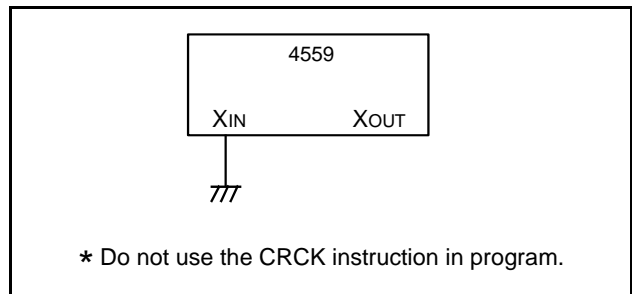 4559
XIN XOUT
* Do not use the CRCK instruction in program.